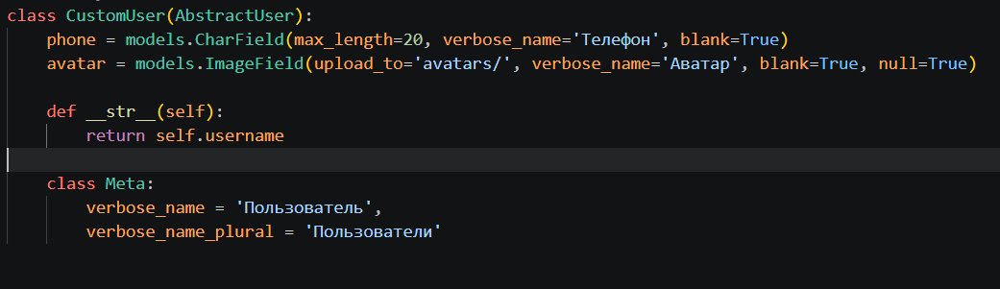 class CustomUser(AbstractUser):
    phone = models.CharField(max_length=20, verbose_name='Телефон', blank=True)
    avatar = models.ImageField(upload_to='avatars/', verbose_name='Аватар', blank=True, null=True)
    def __str__(self):
        return self.username
    class Meta:
        verbose_name = 'Пользователь',
        verbose_name_plural = 'Пользователи'